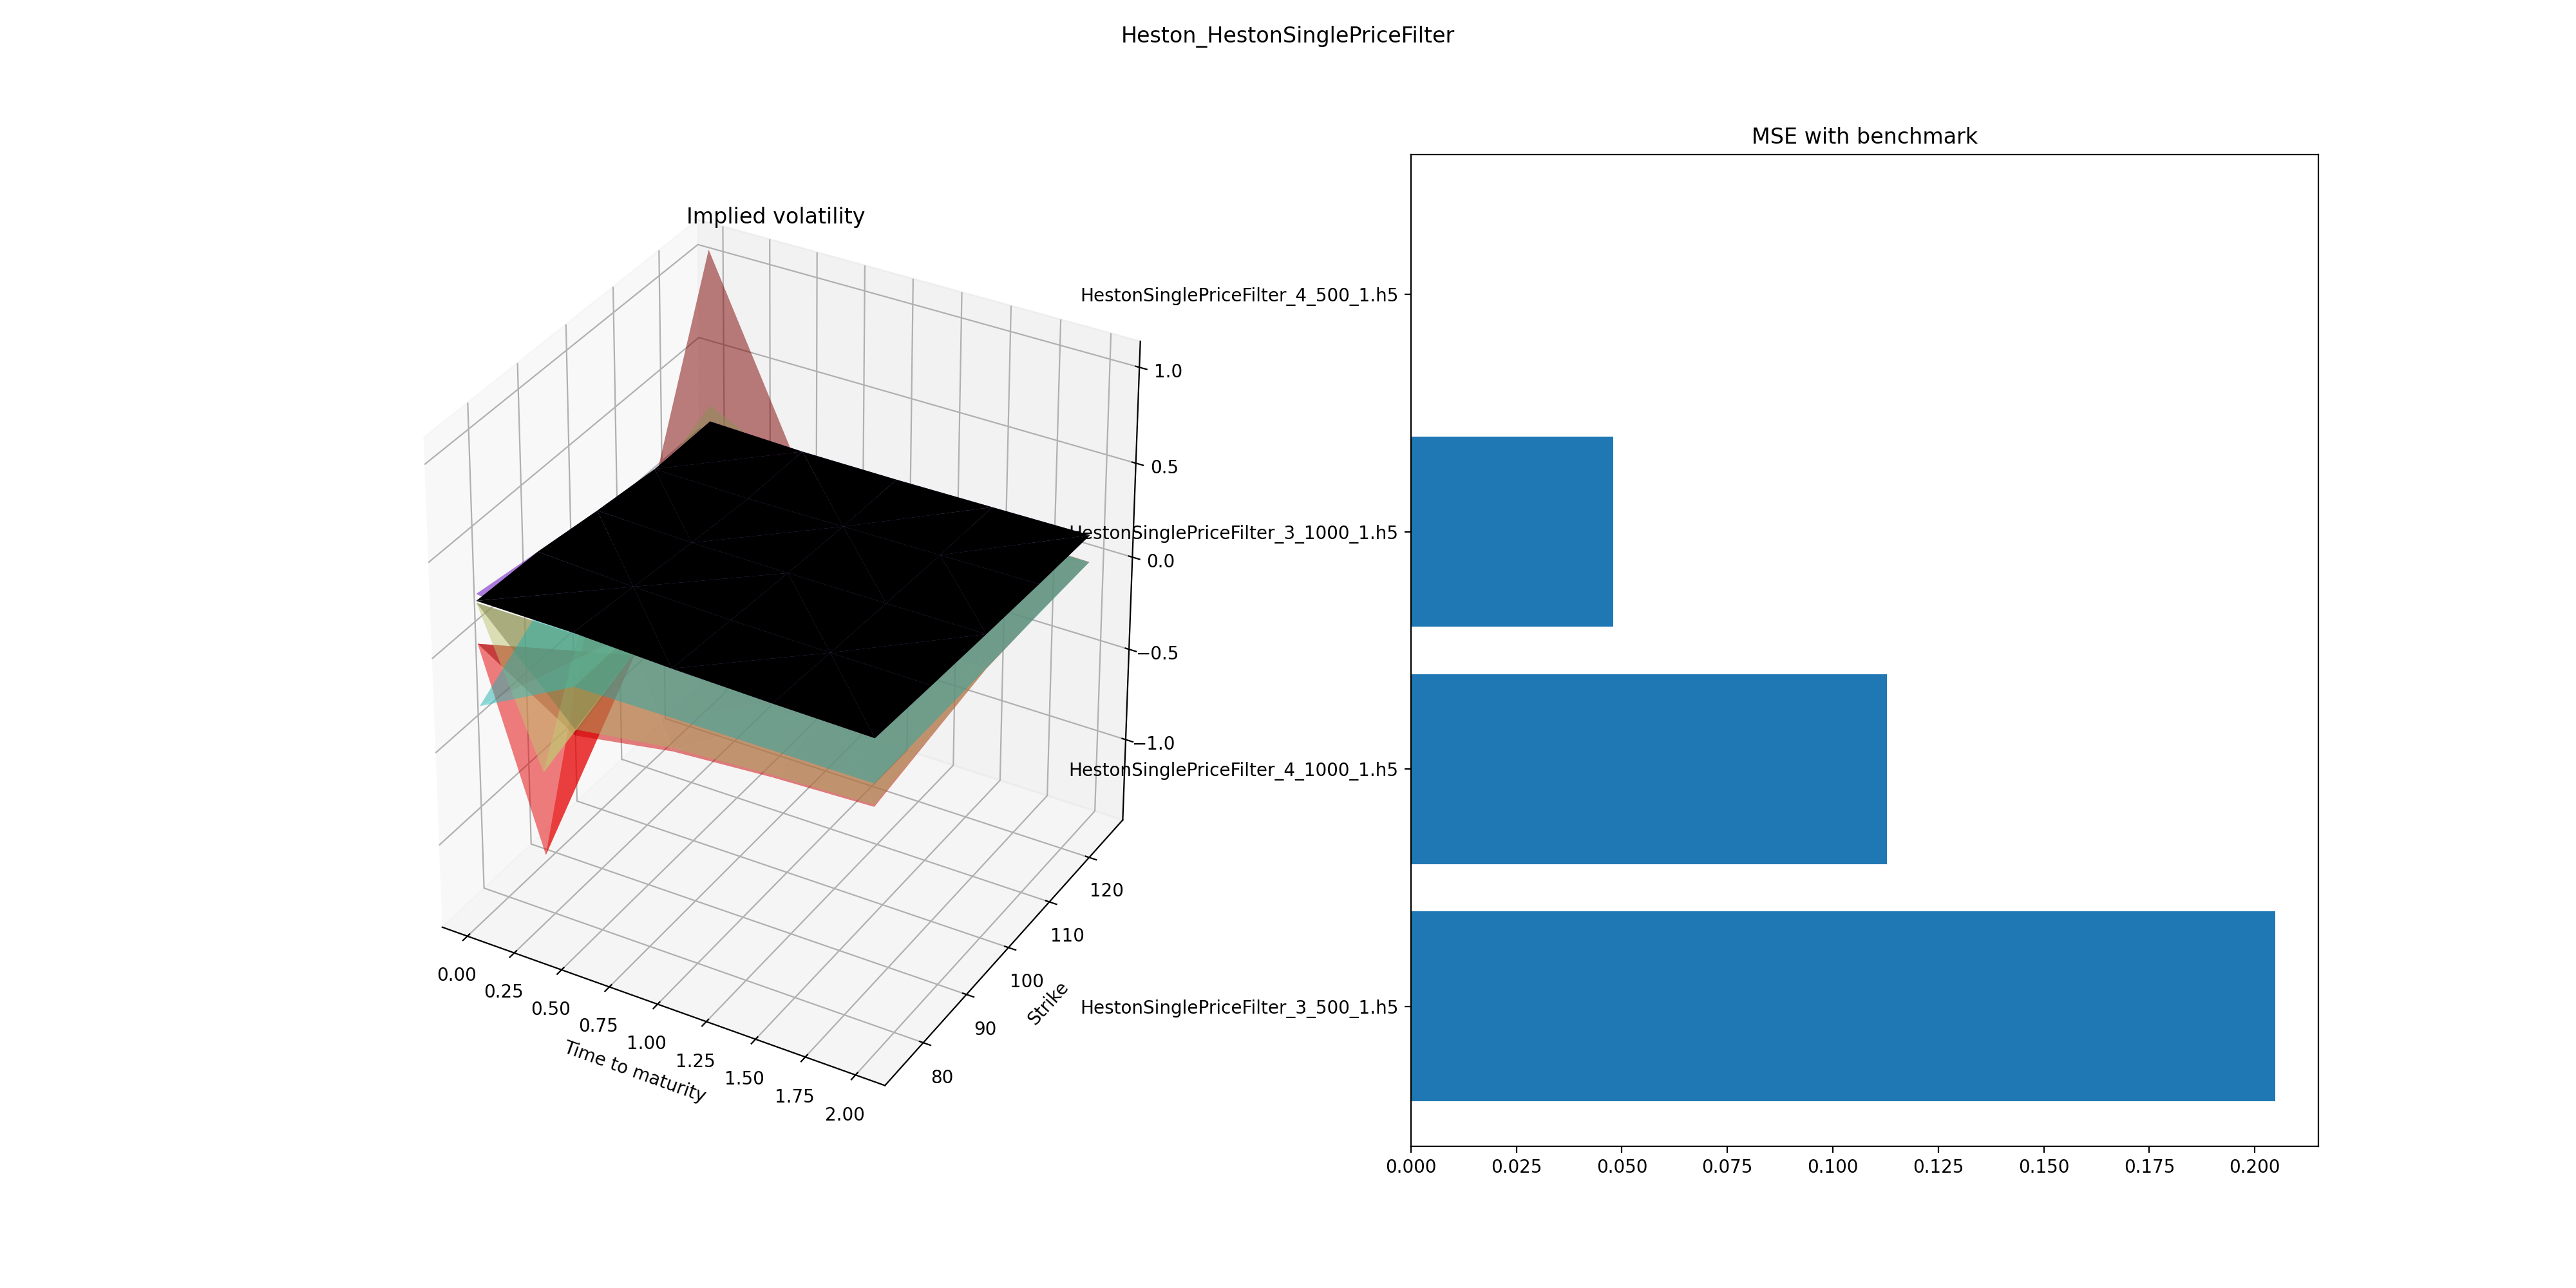 Heston_HestonSinglePriceFilter
Implied volatility
1.0
0.5
0.0
−0.5
−1.0
120
110
100
90
80
Strike
0.00
0.25
0.50
0.75
1.00
1.25
1.50
1.75
2.00
Time to maturity
MSE with benchmark
HestonSinglePriceFilter_4_500_1.h5
HestonSinglePriceFilter_3_1000_1.h5
HestonSinglePriceFilter_4_1000_1.h5
HestonSinglePriceFilter_3_500_1.h5
0.000 0.025 0.050 0.075 0.100 0.125 0.150 0.175 0.200